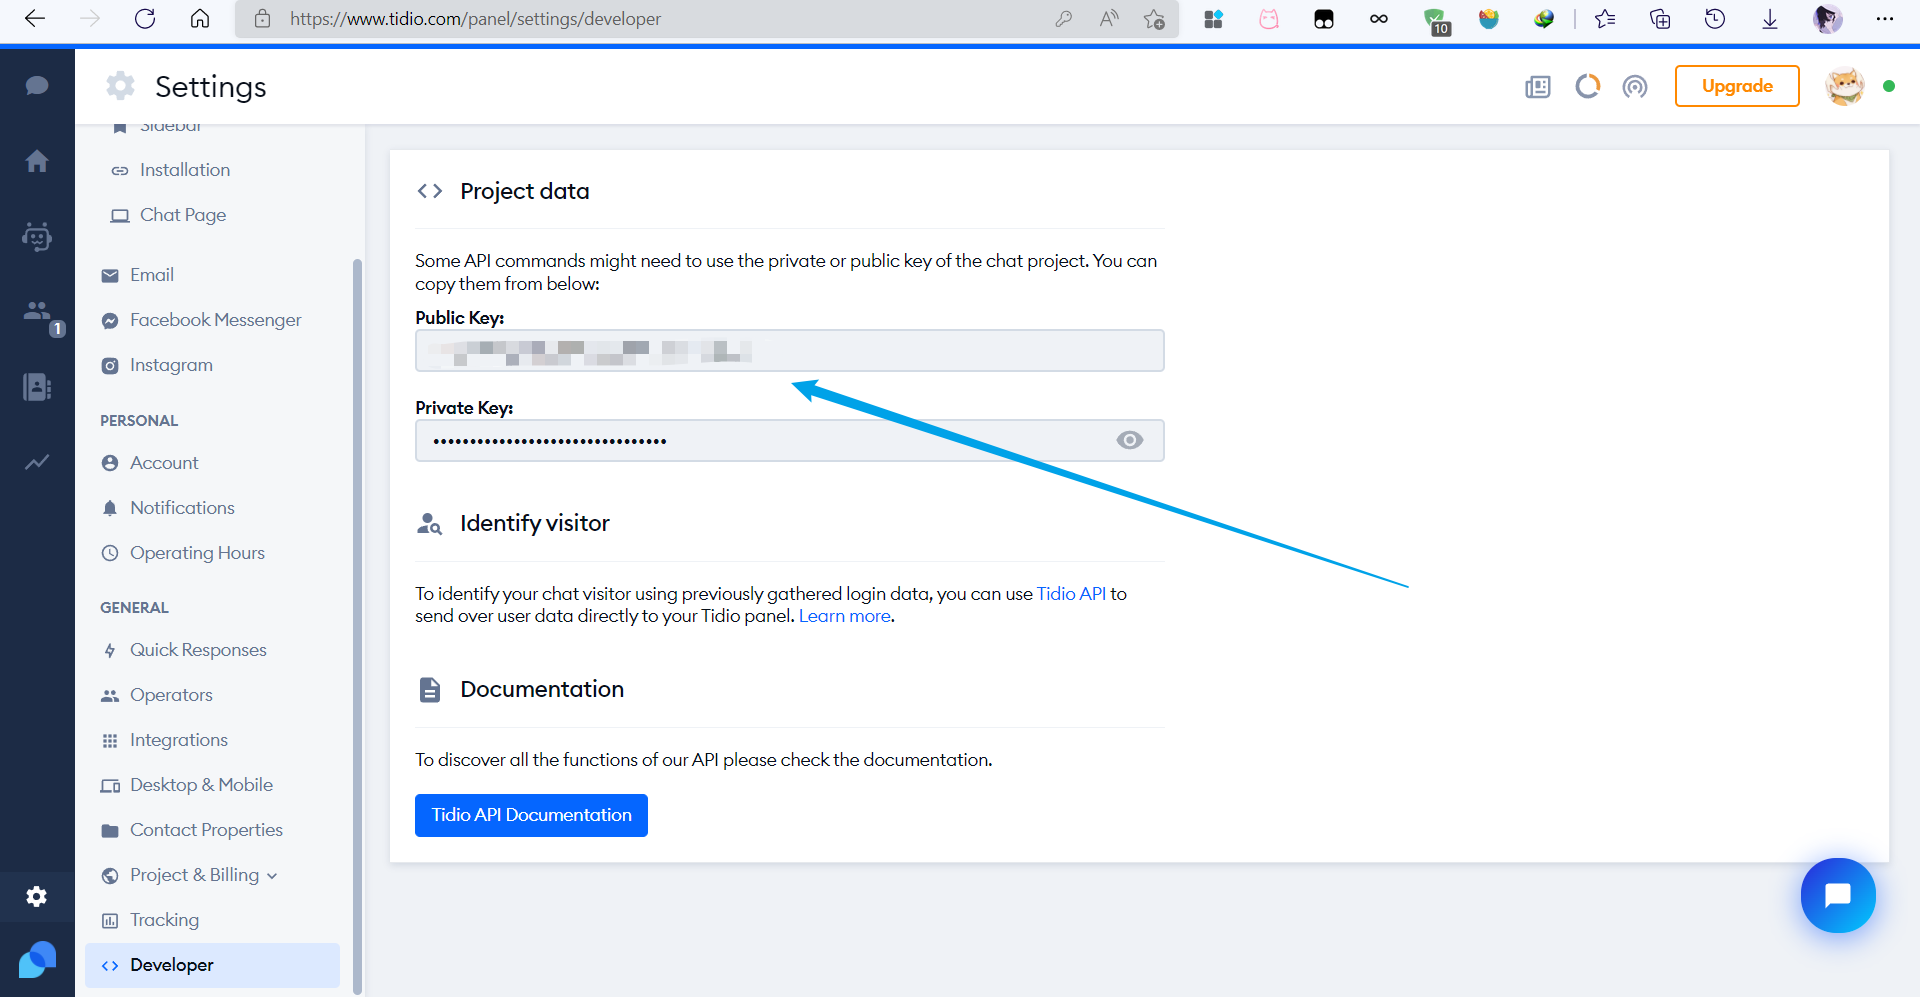 https://www.tidio.com/panel/settings/developer
10
Settings
Upgrade
Sidebar
Installation
Chat Page
Email
Facebook Messenger
Instagram
PERSONAL
Account
Notifications
Operating Hours
GENERAL
Quick Responses
Operators
Integrations
Desktop & Mobile
Contact Properties
Project & Billing
Tracking
Developer
1
Project data
Some API commands might need to use the private or public key of the chat project. You can
copy them from below:
Public Key:
Private Key:
••••••••••••••••••••••••••••••••
Identify visitor
To identify your chat visitor using previously gathered login data, you can use Tidio API to
send over user data directly to your Tidio panel. Learn more.
Documentation
To discover all the functions of our API please check the documentation.
Tidio API Documentation